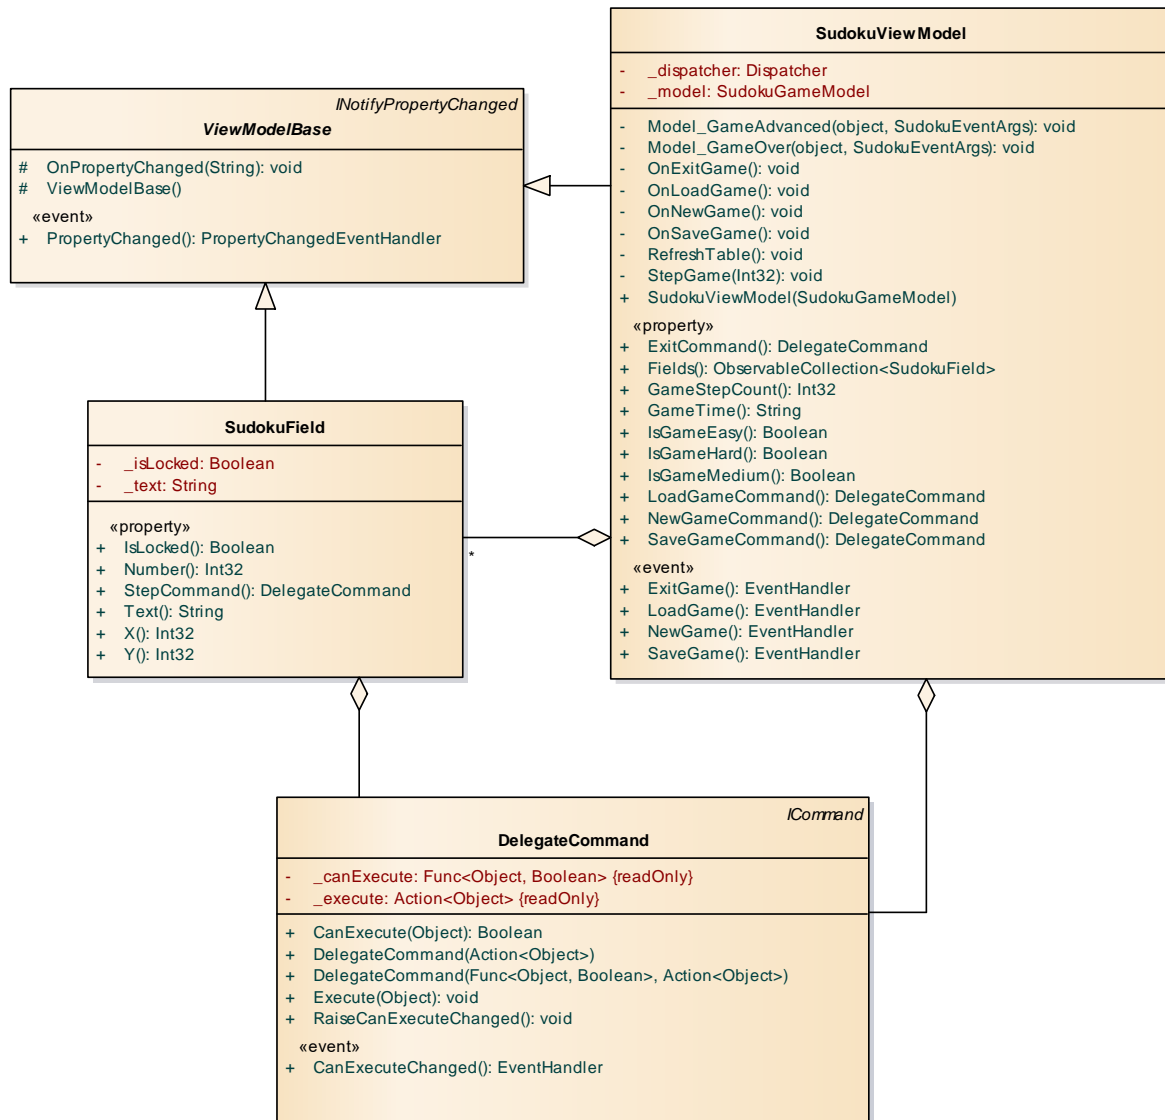 INotifyPropertyChanged
ViewModelBase
# OnPropertyChanged(String): void
# ViewModelBase()
«event»
+ PropertyChanged(): PropertyChangedEventHandler
SudokuViewModel
- _dispatcher: Dispatcher
- _model: SudokuGameModel
- Model_GameAdvanced(object, SudokuEventArgs): void
- Model_GameOver(object, SudokuEventArgs): void
- OnExitGame(): void
- OnLoadGame(): void
- OnNewGame(): void
- OnSaveGame(): void
- RefreshTable(): void
- StepGame(Int32): void
+ SudokuViewModel(SudokuGameModel)
«property»
+ ExitCommand(): DelegateCommand
+ Fields(): ObservableCollection<SudokuField>
+ GameStepCount(): Int32
+ GameTime(): String
+ IsGameEasy(): Boolean
+ IsGameHard(): Boolean
+ IsGameMedium(): Boolean
+ LoadGameCommand(): DelegateCommand
+ NewGameCommand(): DelegateCommand
+ SaveGameCommand(): DelegateCommand
«event»
+ ExitGame(): EventHandler
+ LoadGame(): EventHandler
+ NewGame(): EventHandler
+ SaveGame(): EventHandler
SudokuField
- _isLocked: Boolean
- _text: String
«property»
+ IsLocked(): Boolean
+ Number(): Int32
+ StepCommand(): DelegateCommand
+ Text(): String
+ X(): Int32
+ Y(): Int32
*
ICommand
DelegateCommand
- _canExecute: Func<Object, Boolean> {readOnly}
- _execute: Action<Object> {readOnly}
+ CanExecute(Object): Boolean
+ DelegateCommand(Action<Object>)
+ DelegateCommand(Func<Object, Boolean>, Action<Object>)
+ Execute(Object): void
+ RaiseCanExecuteChanged(): void
«event»
+ CanExecuteChanged(): EventHandler